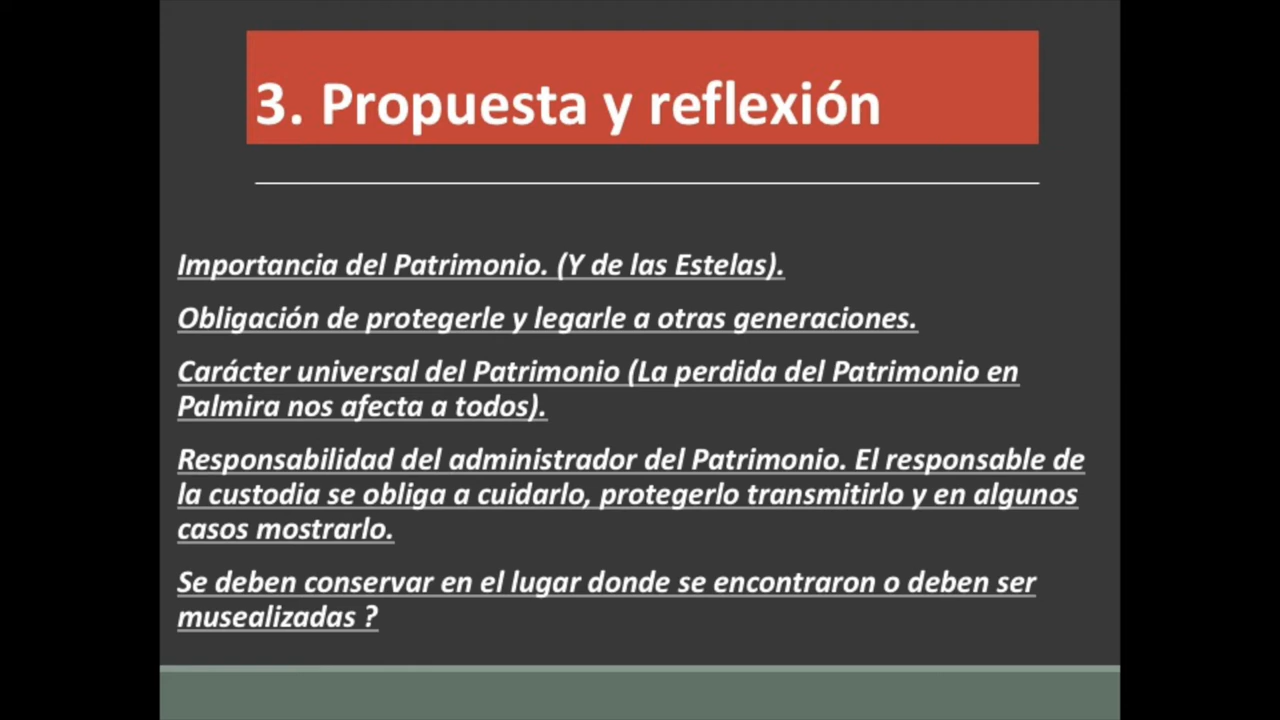 3. Propuesta y reflexión
Importancia del Patrimonio. (Y de las Estelas).
Obligación de protegerle y legarle a otras generaciones.
Carácter universal del Patrimonio (La perdida del Patrimonio en
Palmira nos afecta a todos).
Responsabilidad del administrador del Patrimonio. El responsable de
la custodia se obliga a cuidarlo, protegerlo transmitirlo y en algunos
casos mostrarlo.
Se deben conservar en el lugar donde se encontraron o deben ser
musealizadas ?